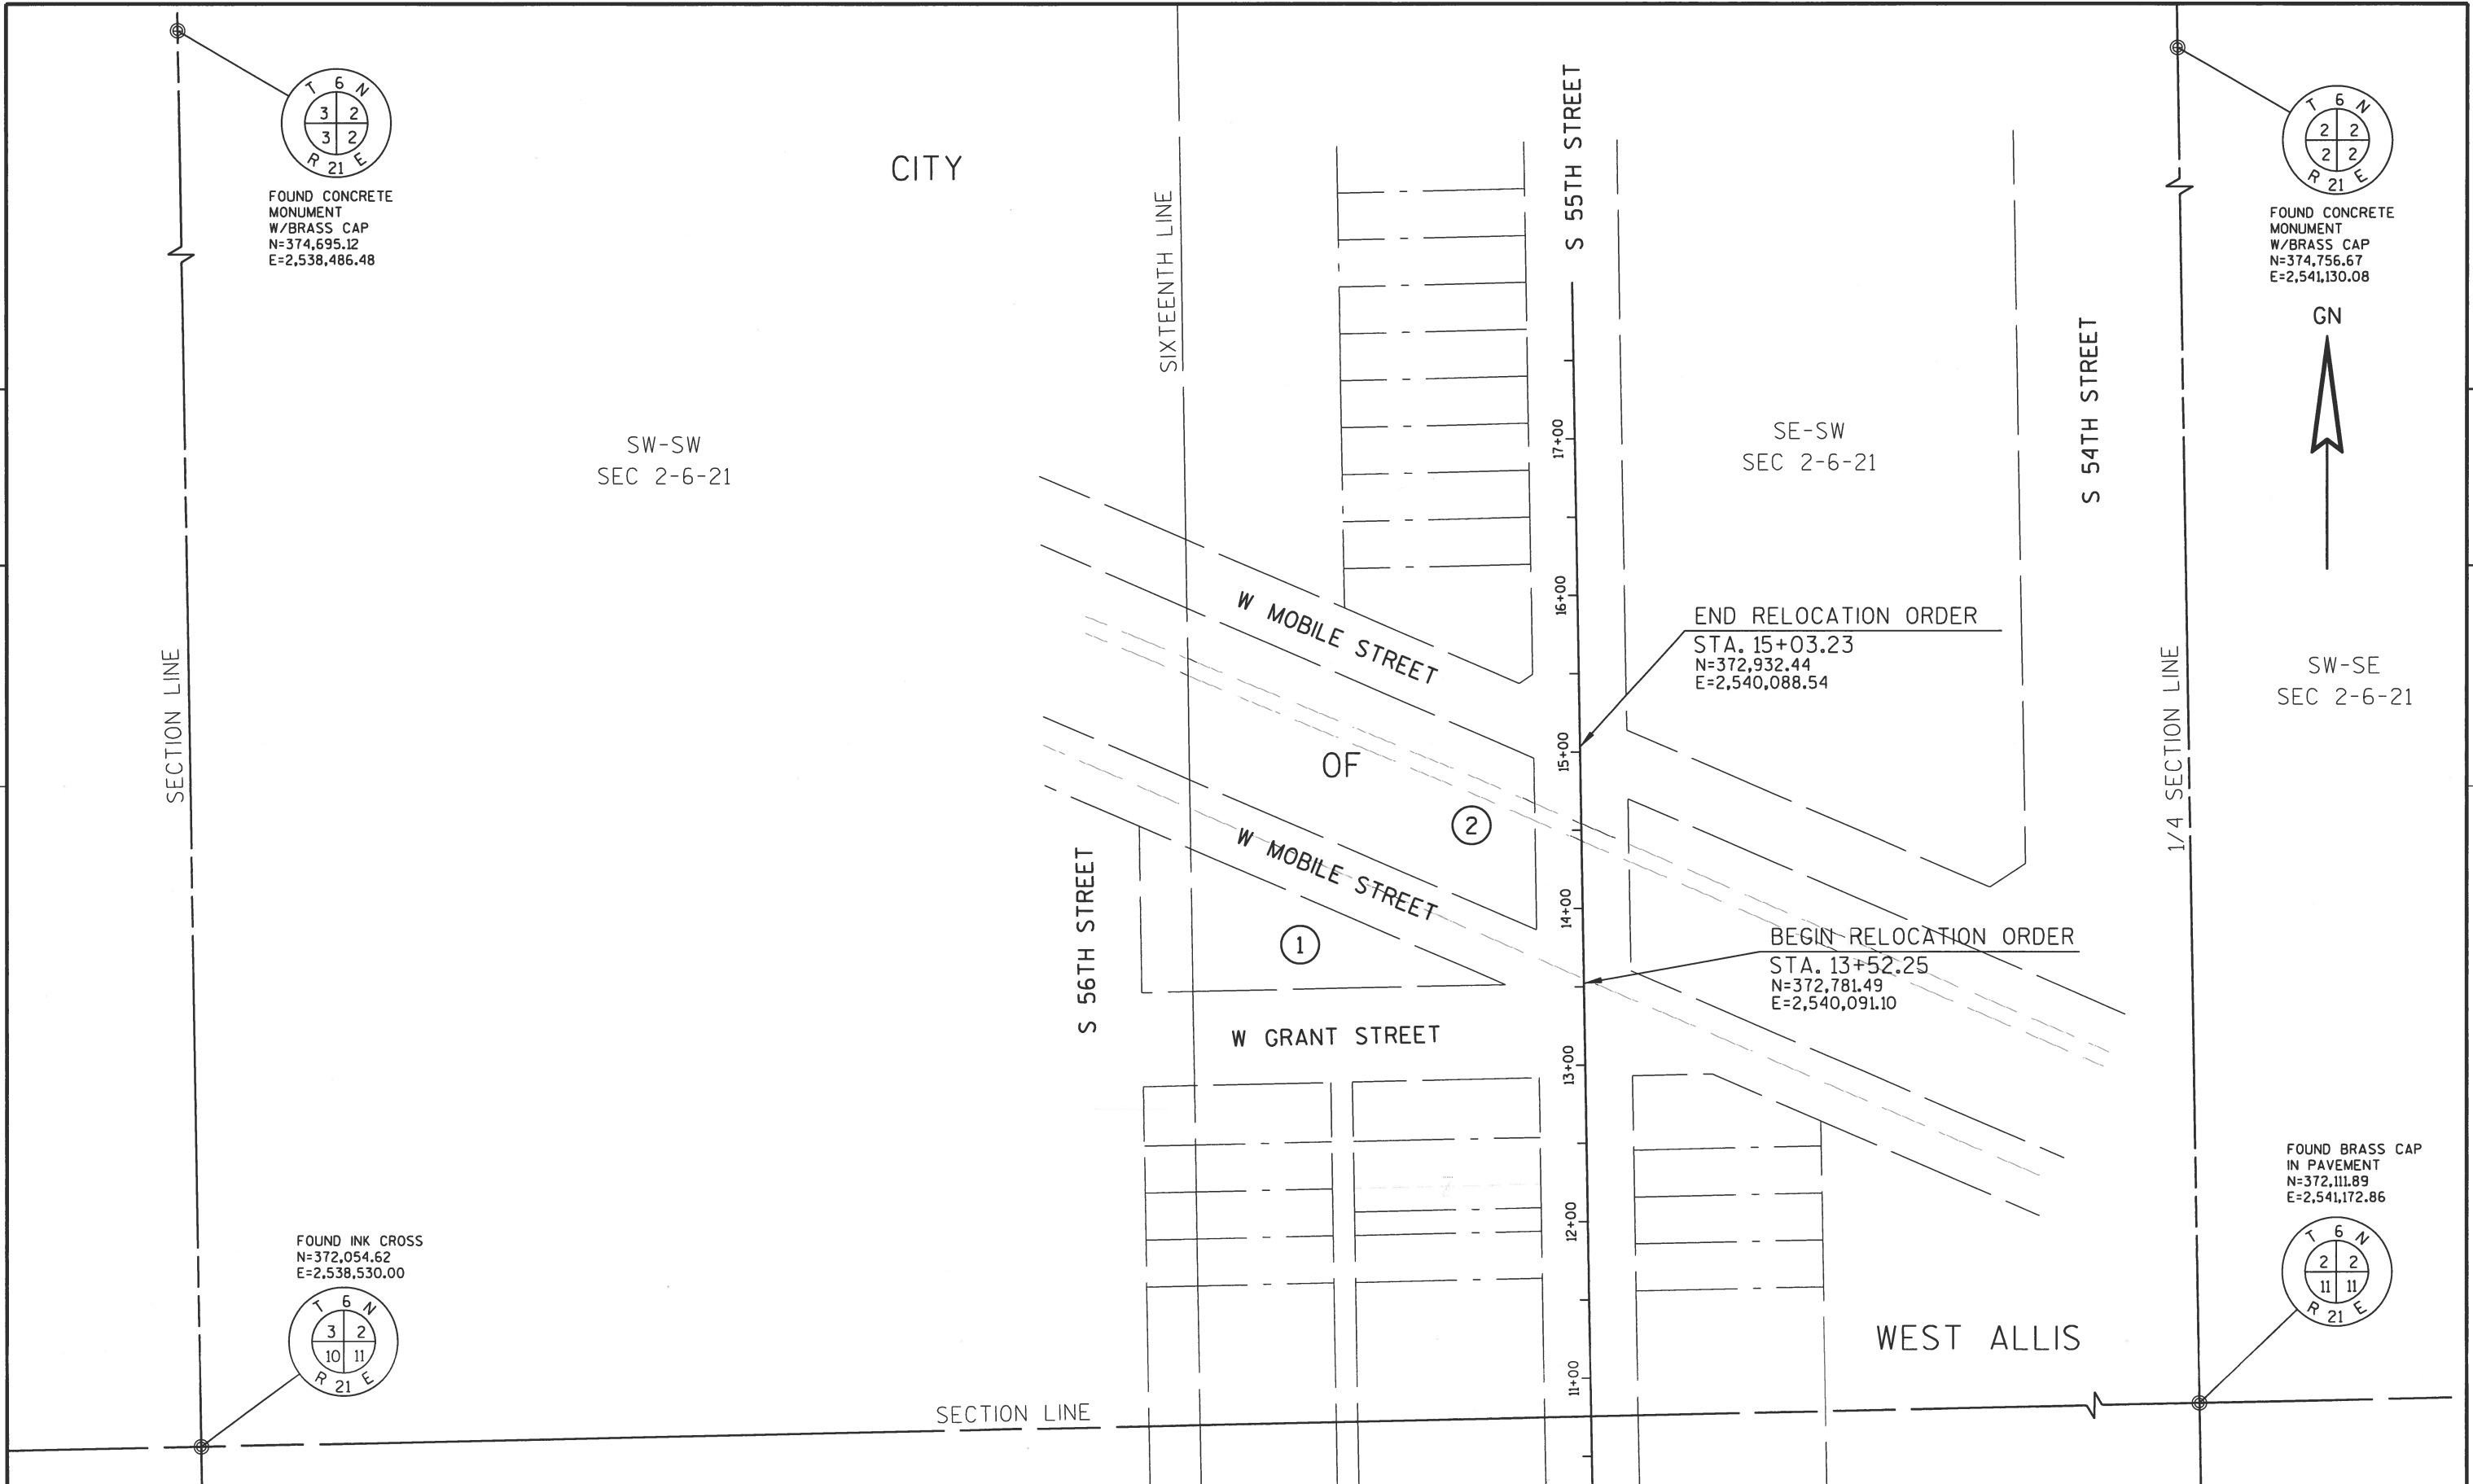 T 6 N
3 2
3 2
R 21 E
FOUND CONCRETE
MONUMENT
W/BRASS CAP
N=374,695.12
E=2,538,486.48
CITY
SIXTEENTH LINE
S 55TH STREET
T 6 N
2 2
2 2
R 21 E
FOUND CONCRETE
MONUMENT
W/BRASS CAP
N=374,756.67
E=2,541,130.08
GN
S 54TH STREET
SW-SW
SEC 2-6-21
SE-SW
SEC 2-6-21
17+00
16+00
W MOBILE STREET
END RELOCATION ORDER
STA. 15+03.23
N=372,932.44
E=2,540,088.54
SW-SE
SEC 2-6-21
SECTION LINE
1/4 SECTION LINE
15+00
OF
2
W MOBILE STREET
14+00
S 56TH STREET
1
BEGIN RELOCATION ORDER
STA. 13+52.25
N=372,781.49
E=2,540,091.10
W GRANT STREET
13+00
12+00
11+00
FOUND BRASS CAP
IN PAVEMENT
N=372,111.89
E=2,541,172.86
T 6 N
2 2
11 11
R 21 E
FOUND INK CROSS
N=372,054.62
E=2,538,530.00
T 6 N
3 2
10 11
R 21 E
WEST ALLIS
SECTION LINE